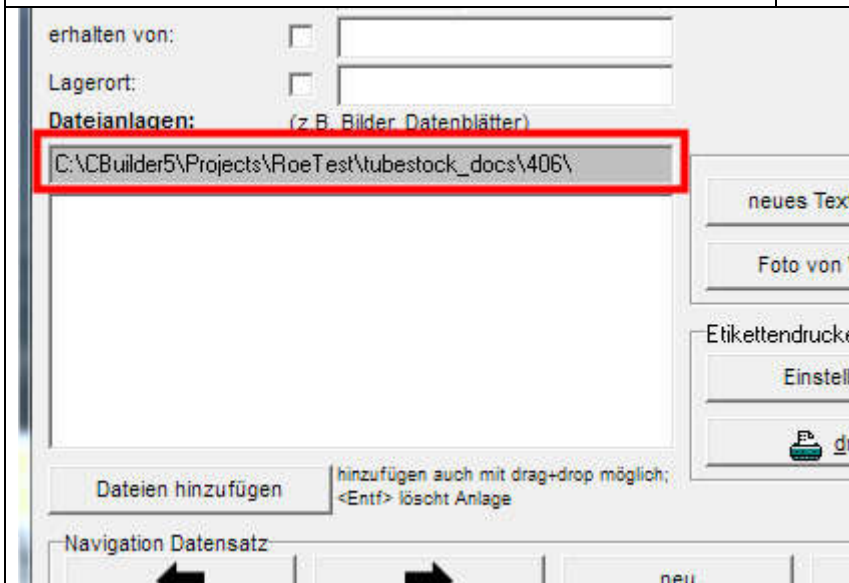 erhalten von:
Lagerort:
Dateianlagen: (z.B. Bilder, Datenblätter)
C:\CBuilder5\Projects\RoeTest\tubestock_docs\406\
neues Tex
Foto von
Etikettendrucke
Einstell
Dateien hinzufügen
hinzufügen auch mit drag+drop möglich;
<Entf> löscht Anlage
Navigation Datensatz
neu